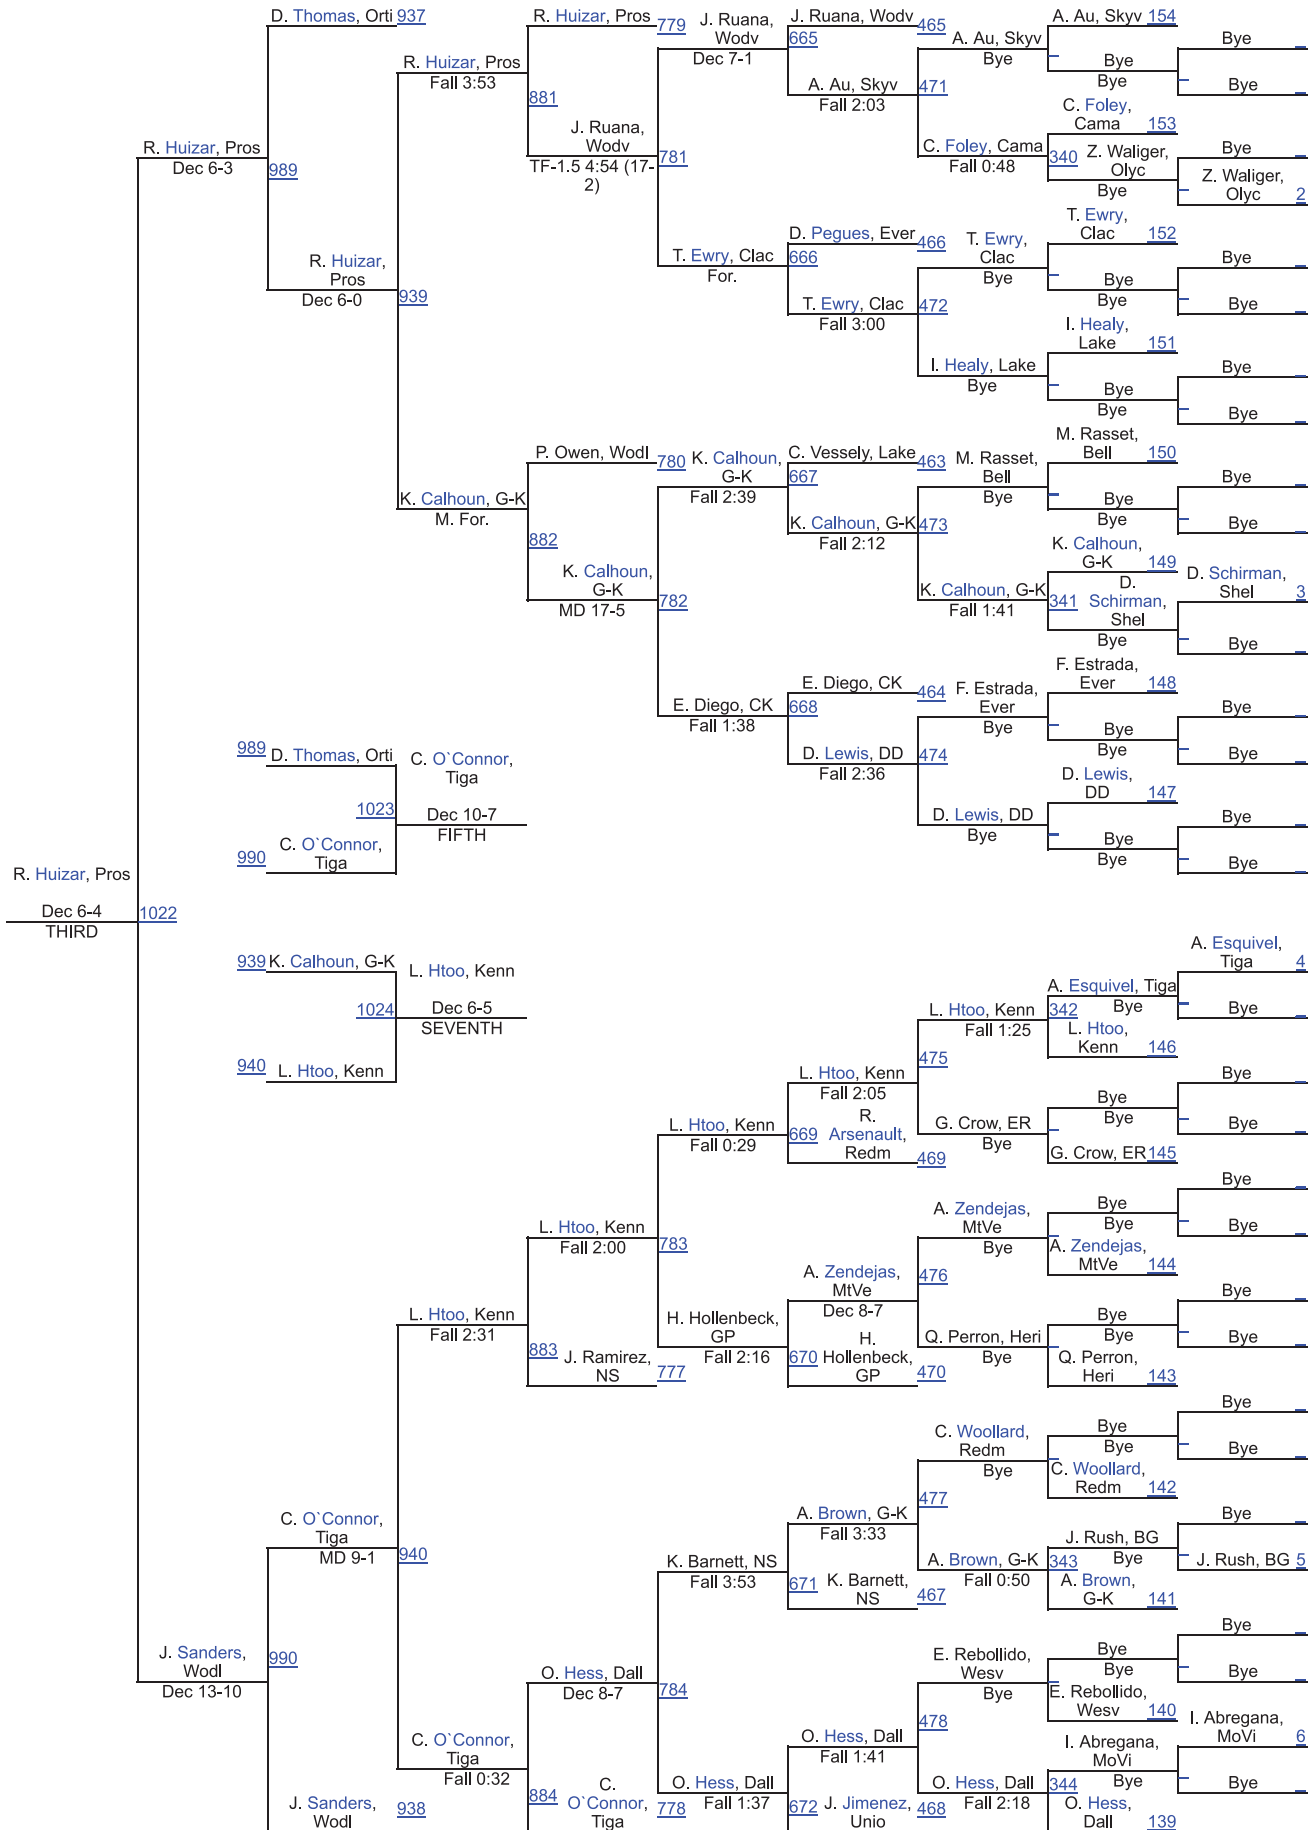 D. Thomas, Orti 937
R. Huizar, Pros 779
J. Ruana, Wodv
Dec 7-1
J. Ruana, Wodv 465
665
A. Au, Skyv 154
A. Au, Skyv
Bye
Bye
Bye
Bye
Bye
R. Huizar, Pros
Fall 3:53
881
A. Au, Skyv
Fall 2:03
471
C. Foley, Cama 153
J. Ruana, Wodv
TF-1.5 4:54 (17-2)
781
C. Foley, Cama
Fall 0:48
340
Z. Waliger, Olyc
Bye
Bye
Z. Waliger, Olyc 2
R. Huizar, Pros
Dec 6-3
989
T. Ewry, Clac
For.
D. Pegues, Ever 466
666
T. Ewry, Clac
Bye
T. Ewry, Clac 152
Bye
Bye
Bye
Bye
R. Huizar, Pros
Dec 6-0
939
T. Ewry, Clac
Fall 3:00
472
I. Healy, Lake 151
I. Healy, Lake
Bye
Bye
Bye
Bye
Bye
P. Owen, Wodl 780
K. Calhoun, G-K
Fall 2:39
C. Vessely, Lake 463
667
M. Rasset, Bell
Bye
M. Rasset, Bell 150
Bye
Bye
Bye
Bye
K. Calhoun, G-K
M. For.
882
K. Calhoun, G-K
Fall 2:12
473
K. Calhoun, G-K 149
K. Calhoun, G-K
MD 17-5
782
K. Calhoun, G-K
Fall 1:41
341
D. Schirman, Shel
Bye
D. Schirman, Shel 3
Bye
E. Diego, CK
Fall 1:38
E. Diego, CK 464
668
F. Estrada, Ever
Bye
F. Estrada, Ever 148
Bye
Bye
Bye
Bye
989 D. Thomas, Orti
C. O`Connor, Tiga
D. Lewis, DD
Fall 2:36
474
D. Lewis, DD 147
1023
Dec 10-7
FIFTH
D. Lewis, DD
Bye
Bye
Bye
Bye
Bye
990 C. O`Connor, Tiga
R. Huizar, Pros
Dec 6-4
THIRD
1022
939 K. Calhoun, G-K
L. Htoo, Kenn
1024
Dec 6-5
SEVENTH
940 L. Htoo, Kenn
A. Esquivel, Tiga 4
A. Esquivel, Tiga
Bye
Bye
L. Htoo, Kenn
Fall 1:25
342
L. Htoo, Kenn 146
475
L. Htoo, Kenn
Fall 2:05
Bye
Bye
Bye
Bye
L. Htoo, Kenn
Fall 0:29
669
R. Arsenault, Redm 469
G. Crow, ER
Bye
G. Crow, ER 145
L. Htoo, Kenn
Fall 2:00
783
A. Zendejas, MtVe
Bye
Bye
Bye
Bye
Bye
A. Zendejas, MtVe 144
476
A. Zendejas, MtVe
Dec 8-7
L. Htoo, Kenn
Fall 2:31
883
J. Ramirez, NS 777
H. Hollenbeck, GP
Fall 2:16
670
H. Hollenbeck, GP 470
Q. Perron, Heri
Bye
Bye
Bye
Bye
Bye
Q. Perron, Heri 143
C. Woollard, Redm
Bye
Bye
Bye
Bye
Bye
C. Woollard, Redm 142
477
C. O`Connor, Tiga
MD 9-1
940
A. Brown, G-K
Fall 3:33
J. Rush, BG
Bye
Bye
J. Rush, BG 5
K. Barnett, NS
Fall 3:53
671
K. Barnett, NS 467
A. Brown, G-K
Fall 0:50
343
A. Brown, G-K 141
J. Sanders, Wodl
Dec 13-10
990
O. Hess, Dall
Dec 8-7
784
E. Rebollido, Wesv
Bye
Bye
Bye
Bye
Bye
E. Rebollido, Wesv 140
478
C. O`Connor, Tiga
Fall 0:32
O. Hess, Dall
Fall 1:41
I. Abregana, MoVi
Bye
I. Abregana, MoVi 6
Bye
J. Sanders, Wodl 938
884
C. O`Connor, Tiga 778
O. Hess, Dall
Fall 1:37
672
J. Jimenez, Unio 468
O. Hess, Dall
Fall 2:18
344
O. Hess, Dall 139